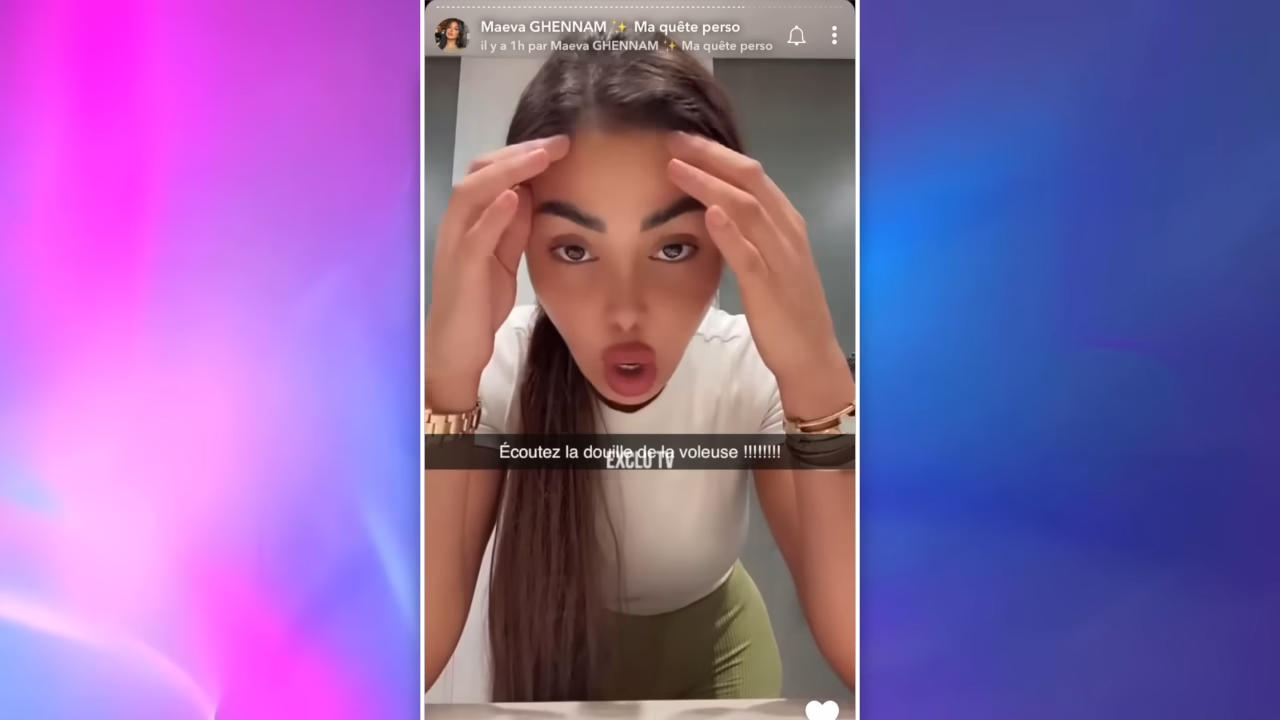 Maeva GHENNAM ✨ Ma quête perso
il y a 1h par Maeva GHENNAM ✨ Ma quête perso
Écoutez la douille de la voleuse !!!!!!!!
EXCLU TV